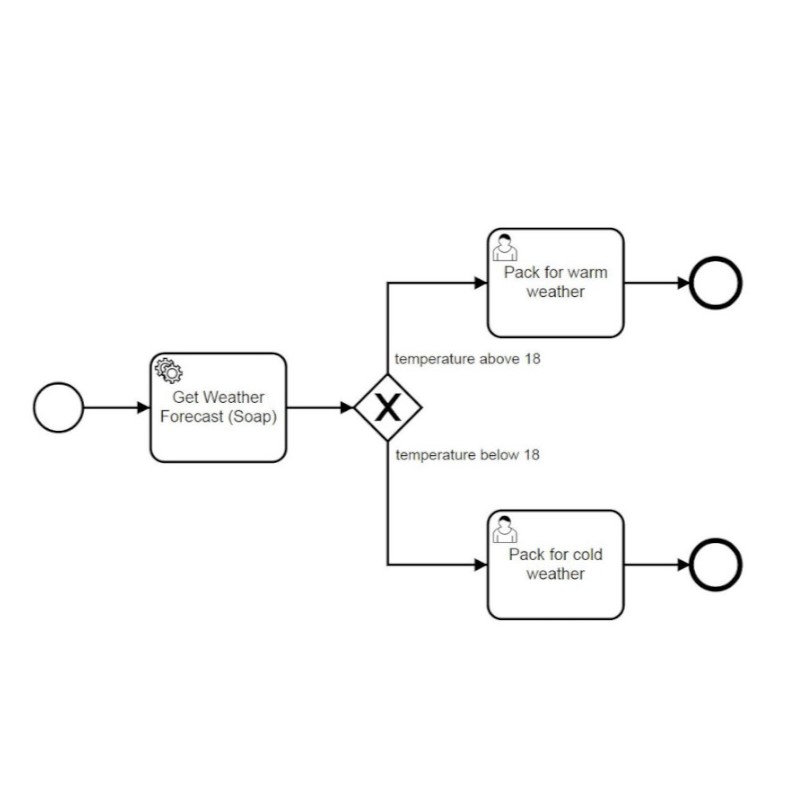 Pack for warm
weather
temperature above 18
Get Weather
Forecast (Soap)
X
temperature below 18
Pack for cold
weather